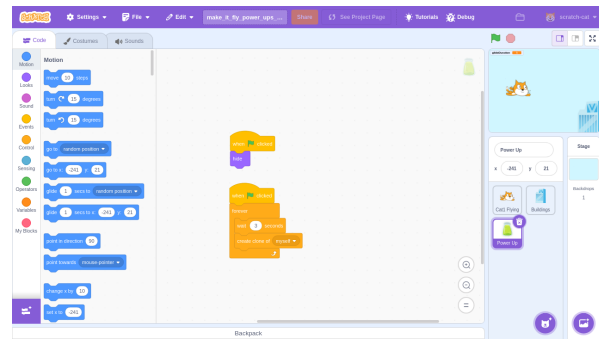 SCRATCH
Settings
File
Edit
make_it_fly_power_ups_...
Share
See Project Page
Tutorials
Debug
scratch-cat
Code
Costumes
Sounds
Motion
Looks
Sound
Events
Control
Sensing
Operators
Variables
My Blocks
Motion
move 10 steps
turn 15 degrees
turn 15 degrees
go to random position
go to x: -241 y: 21
glide 1 secs to random position
glide 1 secs to x: -241 y: 21
point in direction 90
point towards mouse-pointer
change x by 10
set x to -241
when clicked
hide
when clicked
forever
wait 3 seconds
create clone of myself
Backpack
Power Up
x -241 y 21
Cat1 Flying
Buildings
Power Up
Stage
Backdrops
1